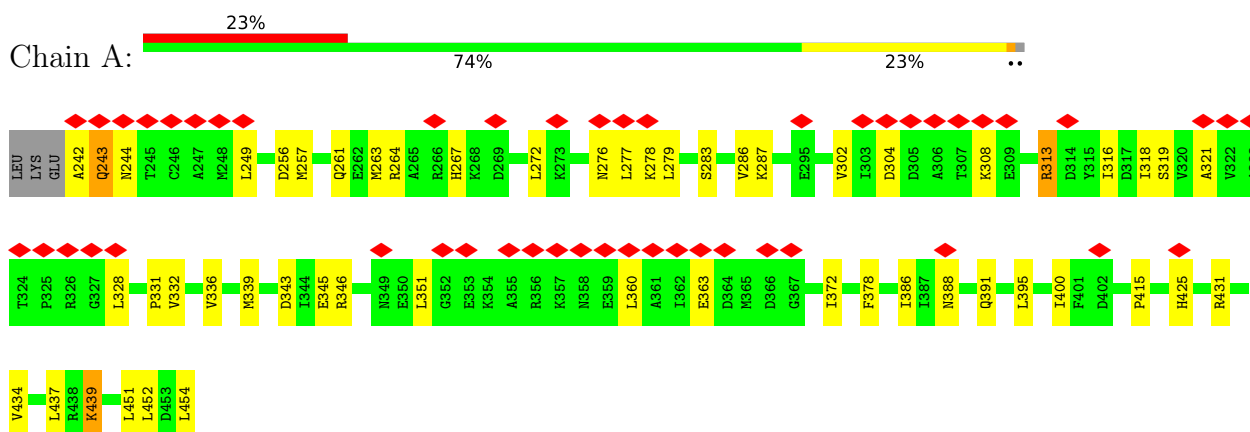 23%
Chain A:
74% 23% ••
LEU LYS GLU A242 Q243 N244 T245 C246 A247 M248 L249 D256 M257 Q261 E262 M263 R264 A265 R266 H267 K268 D269 L272 K273 N276 L277 K278 L279 S283 V286 K287 E295 V302 I303 D304 D305 A306 T307 K308 E309 R313 D314 Y315 I316 D317 I318 S319 V320 A321 V322
T324 P325 R326 G327 L328 P331 V332 V336 M339 D343 I344 E345 R346 N349 E350 L351 G352 E353 K354 A355 R356 K357 N358 E359 L360 A361 I362 E363 D364 M365 D366 G367 I372 F378 I386 I387 N388 Q391 L395 I400 F401 D402 P415 H425 R431
V434 L437 R438 K439 L451 L452 D453 L454